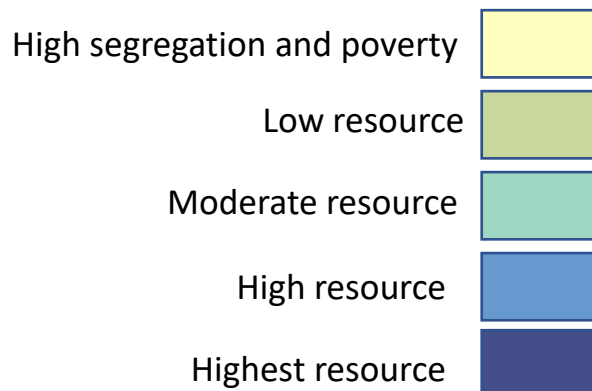 High segregation and poverty
Low resource
Moderate resource
High resource
Highest resource